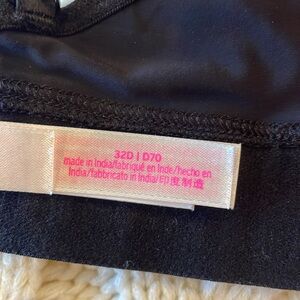 32D | D70
made in India/fabriqué en Inde/hecho en
India/fabbricato in India/印度制造